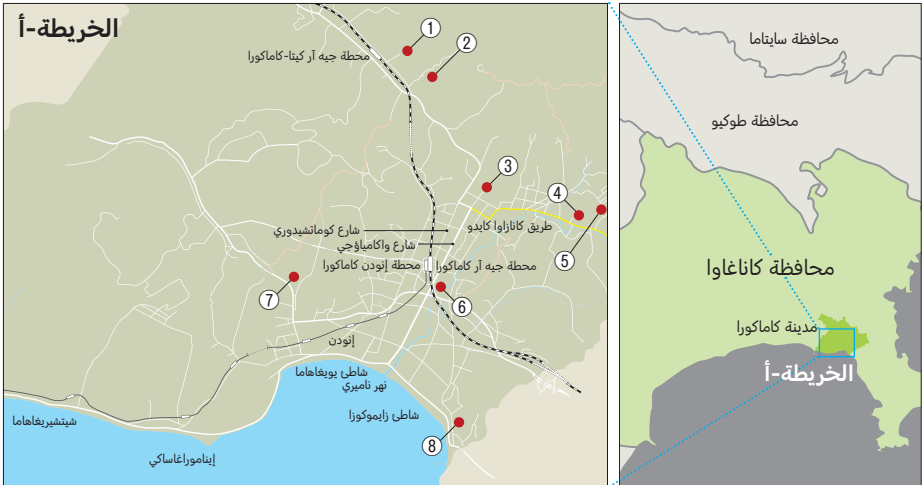 الخريطة-أ
①
②
محطة جيه آر كيتا-كاماكورا
③
④
طريق كانازاوا كايدو
شارع كوماتشيدوري
شارع واكامياؤجي
⑤
محطة جيه آر كاماكورا
محطة إنودن كاماكورا
⑦
⑥
إنودن
شاطئ يويغاهاما
نهر ناميري
شاطئ زايموكوزا
شيتشيريغاهاما
⑧
إيناموراغاساكي
محافظة سايتاما
محافظة طوكيو
محافظة كاناغاوا
مدينة كاماكورا
الخريطة-أ